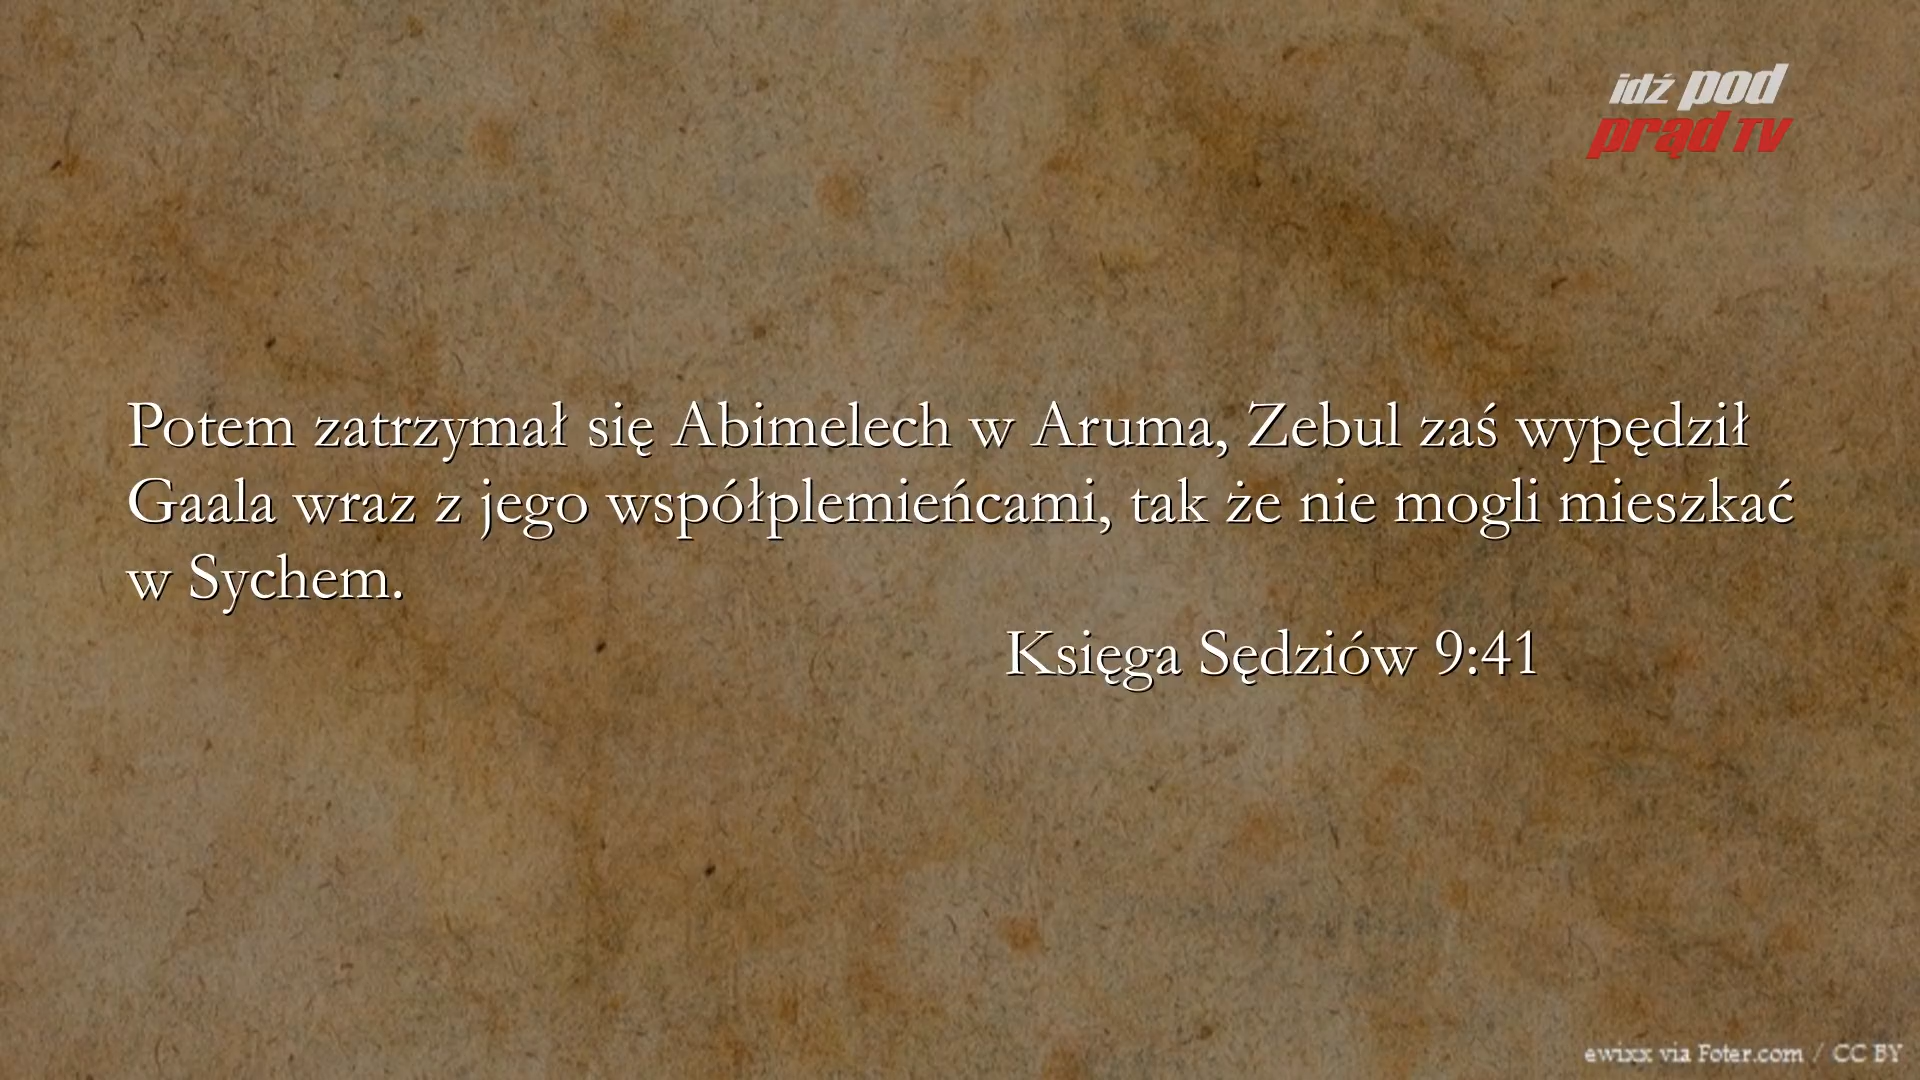 idź pod
prąd TV
Potem zatrzymał się Abimelech w Aruma, Zebul zaś wypędził
Gaala wraz z jego współplemieńcami, tak że nie mogli mieszkać
w Sychem.
Księga Sędziów 9:41
ewixx via Foter.com / CC BY